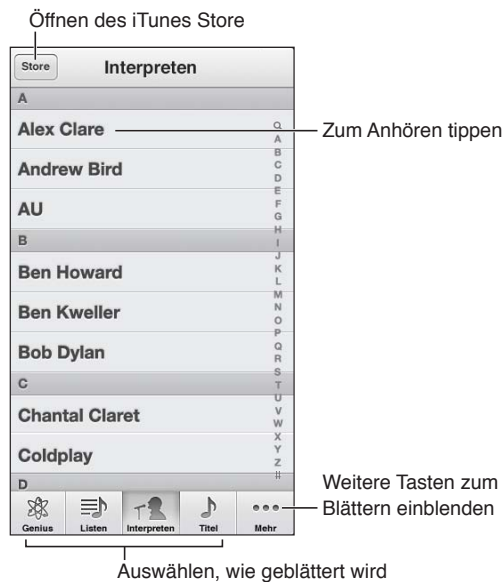 Öffnen des iTunes Store
Store
Interpreten
A
Alex Clare
Zum Anhören tippen
Andrew Bird
AU
B
Ben Howard
Ben Kweller
Bob Dylan
C
Chantal Claret
Coldplay
D
A
B
C
D
E
F
G
H
I
J
K
L
M
N
O
P
Q
R
S
T
U
V
W
X
Y
Z
#
Weitere Tasten zum
Blättern einblenden
Genius
Listen
Interpreten
Titel
Mehr
Auswählen, wie geblättert wird